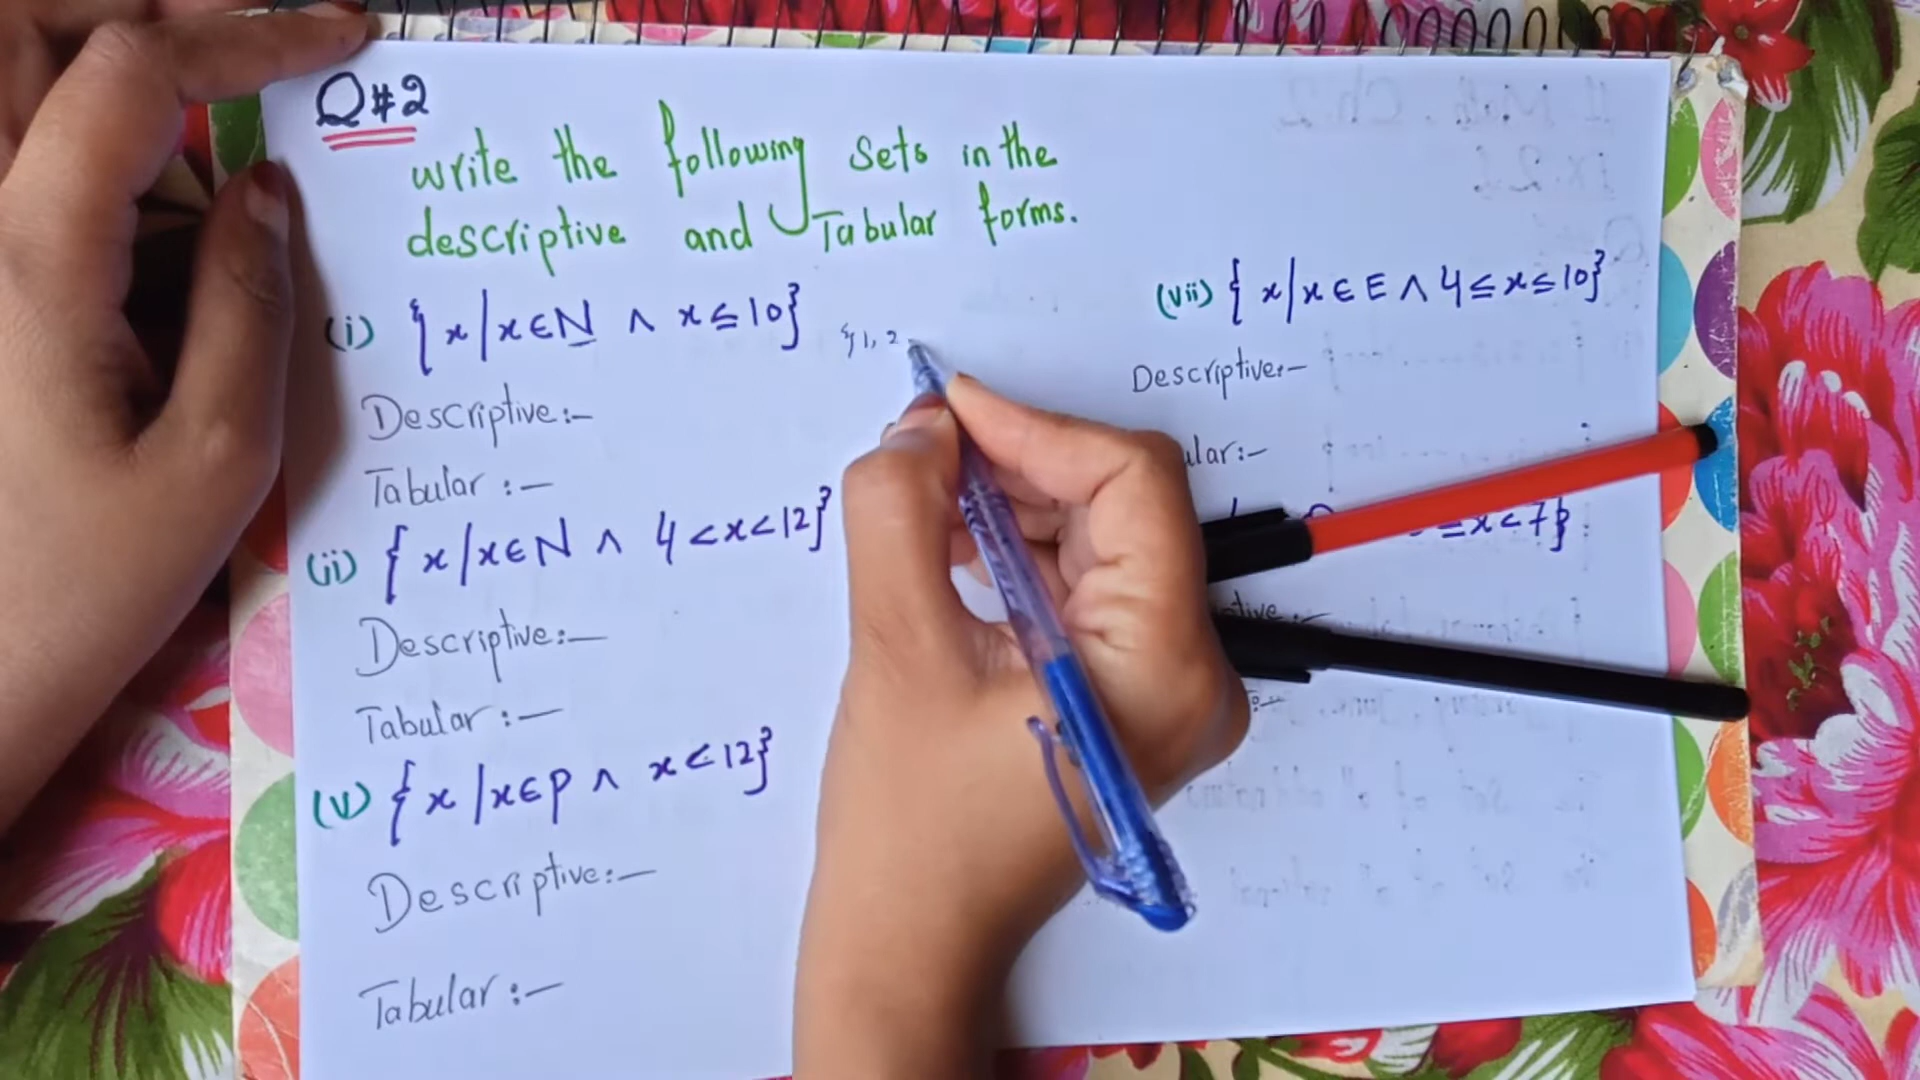 Q#2
write the following Sets in the
descriptive and Tabular forms.
(i) { x/x∈N ∧ x≤10} {1, 2
Descriptive:-
Tabular :-
(ii) { x/x∈N ∧ 4<x<12}
Descriptive:-
Tabular :-
(v) { x/x∈P ∧ x<12}
Descriptive:-
Tabular :-
(vii) { x/x∈E ∧ 4≤x≤10}
Descriptive:-
ular:-
≤x<7}
tive :-